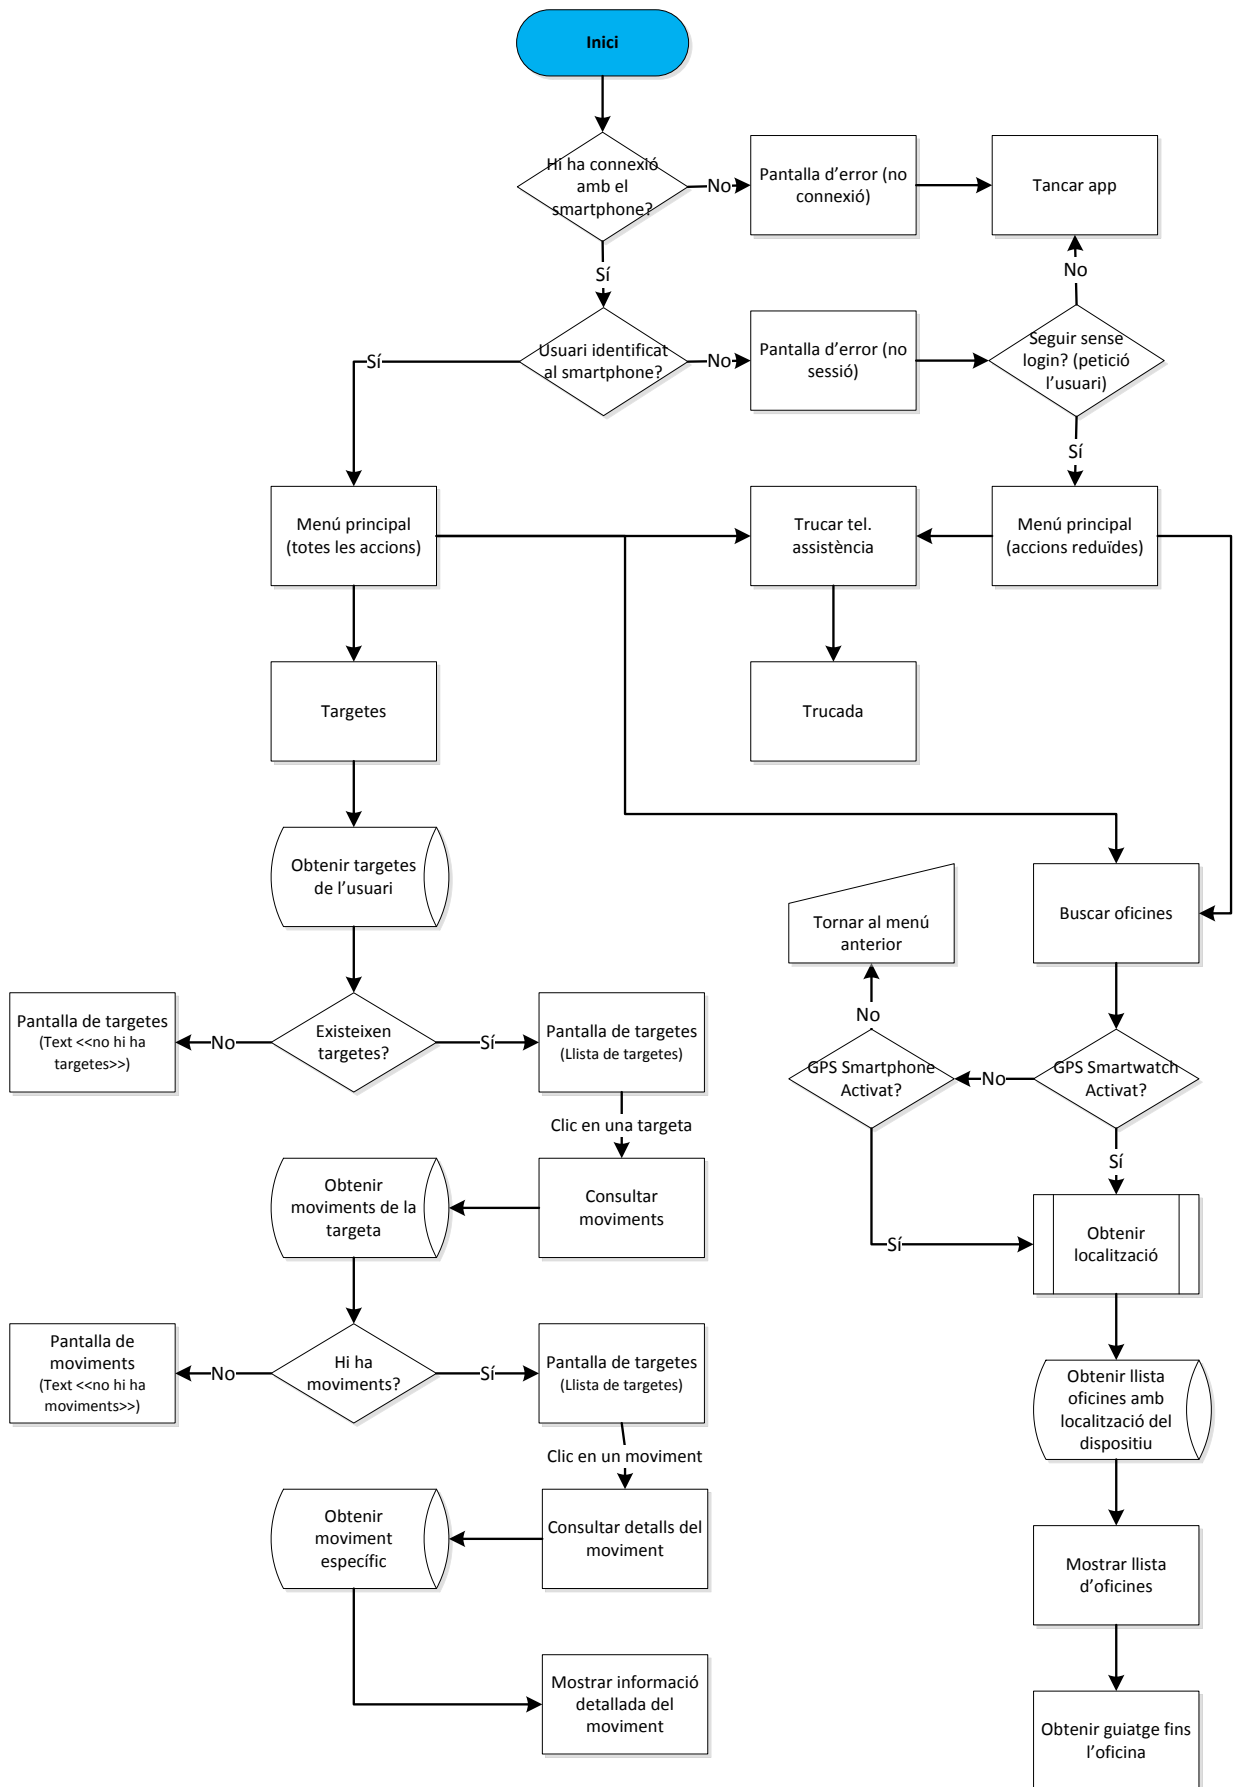 Inici
Hi ha connexió
amb el
smartphone?
No
Pantalla d'error (no
connexió)
Tancar app
Sí
No
Usuari identificat
al smartphone?
Sí
No
Pantalla d'error (no
sessió)
Seguir sense
login? (petició
l'usuari)
Sí
Menú principal
(totes les accions)
Trucar tel.
assistència
Menú principal
(accions reduïdes)
Targetes
Trucada
Obtenir targetes
de l'usuari
Tornar al menú
anterior
Buscar oficines
Pantalla de targetes
(Text <<no hi ha
targetes>>)
No
Existeixen
targetes?
Sí
Pantalla de targetes
(Llista de targetes)
No
GPS Smartphone
Activat?
No
GPS Smartwatch
Activat?
Clic en una targeta
Sí
Obtenir
moviments de la
targeta
Consultar
moviments
Sí
Obtenir
localització
Pantalla de
moviments
(Text <<no hi ha
moviments>>)
No
Hi ha
moviments?
Sí
Pantalla de targetes
(Llista de targetes)
Obtenir llista
oficines amb
localització del
dispositiu
Clic en un moviment
Obtenir
moviment
específic
Consultar detalls del
moviment
Mostrar llista
d'oficines
Mostrar informació
detallada del
moviment
Obtenir guiatge fins
l'oficina